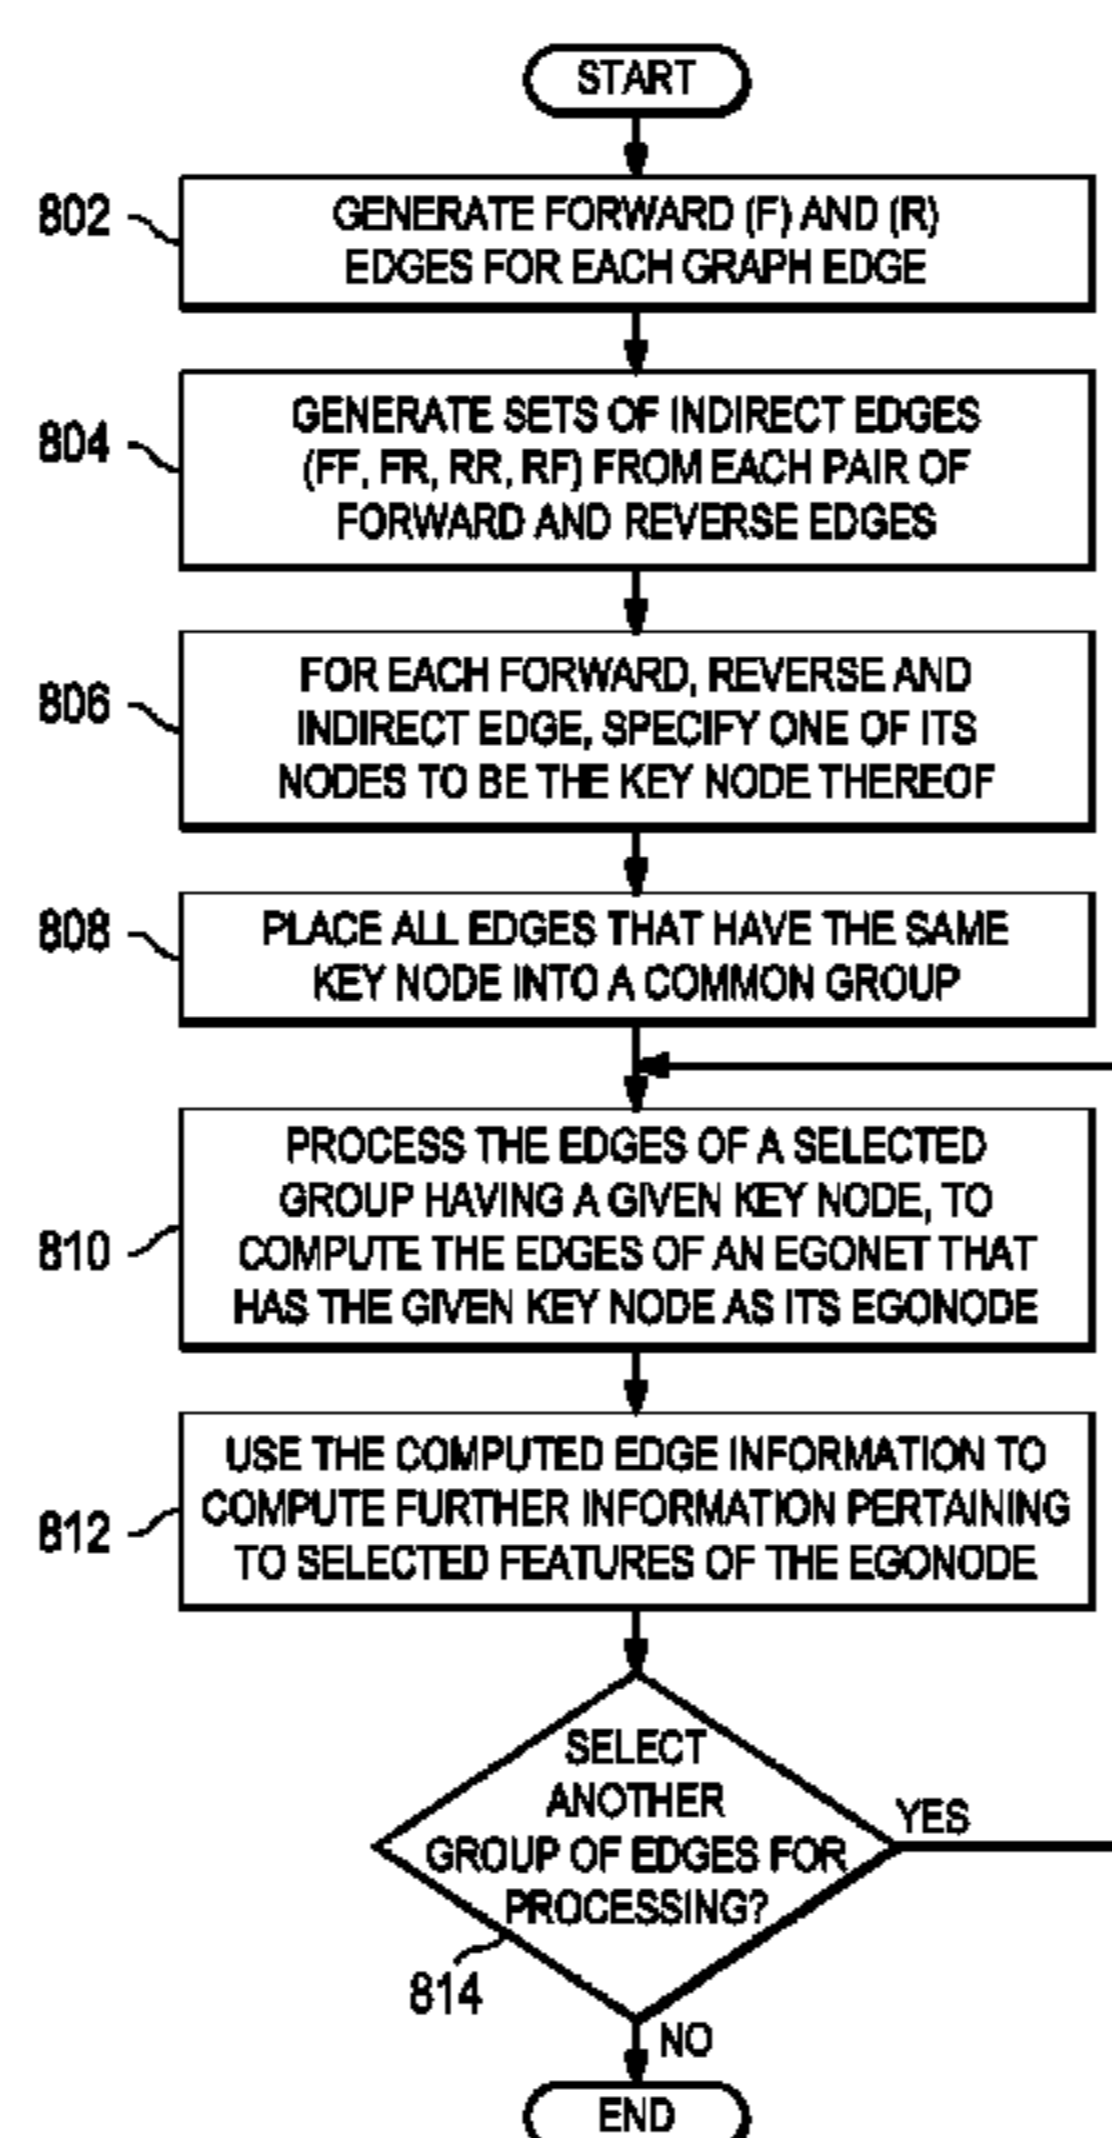 START
802
GENERATE FORWARD (F) AND (R)
EDGES FOR EACH GRAPH EDGE
804
GENERATE SETS OF INDIRECT EDGES
(FF, FR, RR, RF) FROM EACH PAIR OF
FORWARD AND REVERSE EDGES
806
FOR EACH FORWARD, REVERSE AND
INDIRECT EDGE, SPECIFY ONE OF ITS
NODES TO BE THE KEY NODE THEREOF
808
PLACE ALL EDGES THAT HAVE THE SAME
KEY NODE INTO A COMMON GROUP
810
PROCESS THE EDGES OF A SELECTED
GROUP HAVING A GIVEN KEY NODE, TO
COMPUTE THE EDGES OF AN EGONET THAT
HAS THE GIVEN KEY NODE AS ITS EGONODE
812
USE THE COMPUTED EDGE INFORMATION TO
COMPUTE FURTHER INFORMATION PERTAINING
TO SELECTED FEATURES OF THE EGONODE
SELECT
ANOTHER
GROUP OF EDGES FOR
PROCESSING?
YES
814
NO
END